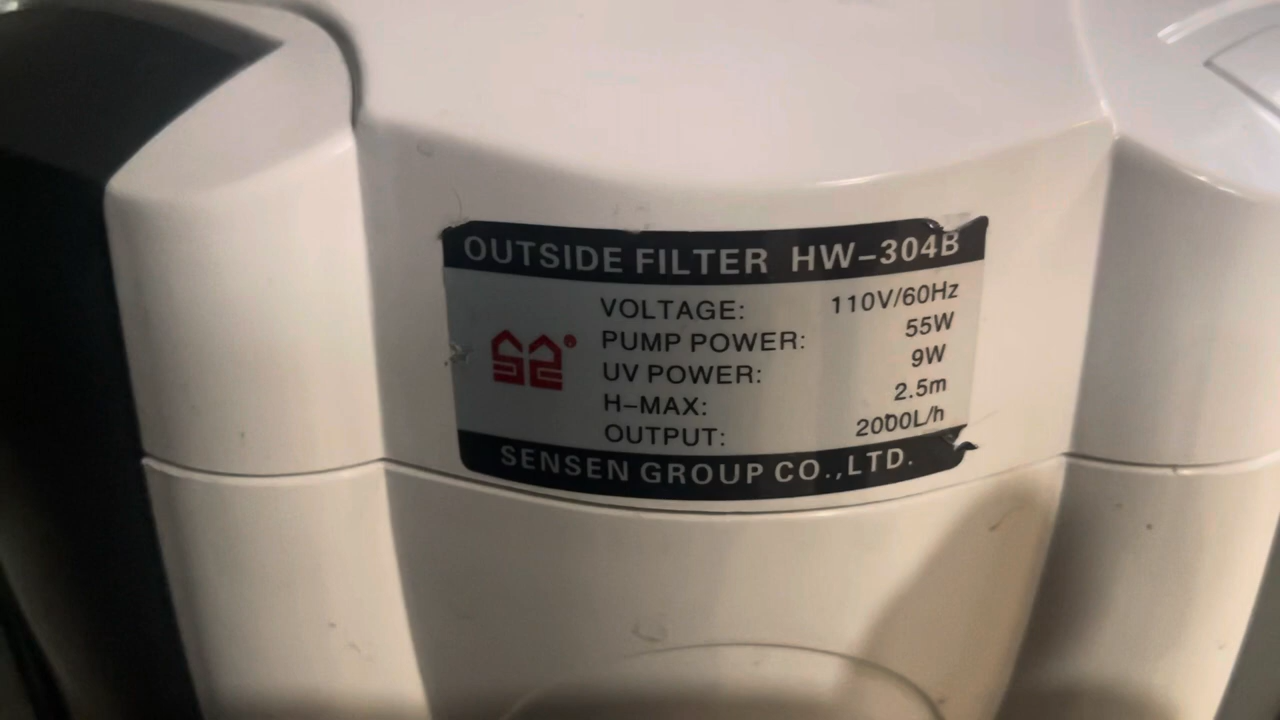 OUTSIDE FILTER HW-304B
VOLTAGE: 110V/60Hz
PUMP POWER: 55W
UV POWER: 9W
H-MAX: 2.5m
OUTPUT: 2000L/h
SENSEN GROUP CO.,LTD.